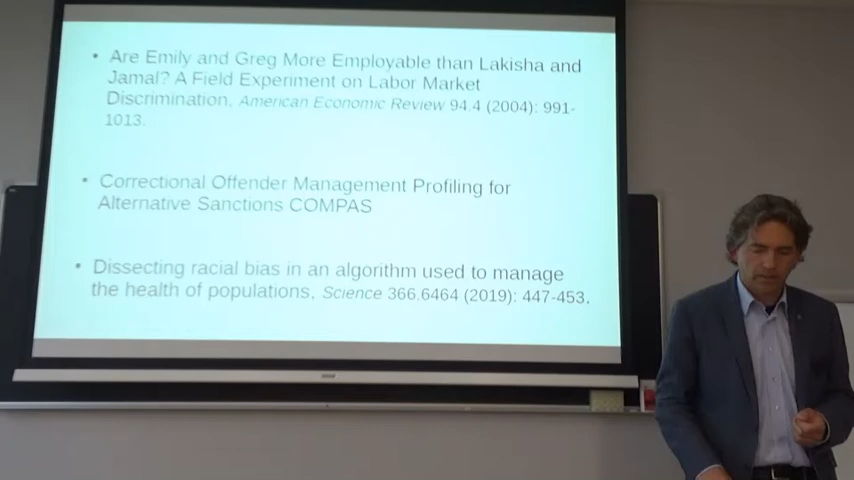 • Are Emily and Greg More Employable than Lakisha and
Jamal? A Field Experiment on Labor Market
Discrimination, American Economic Review 94.4 (2004): 991-
1013.
• Correctional Offender Management Profiling for
Alternative Sanctions COMPAS
• Dissecting racial bias in an algorithm used to manage
the health of populations, Science 366.6464 (2019): 447-453.